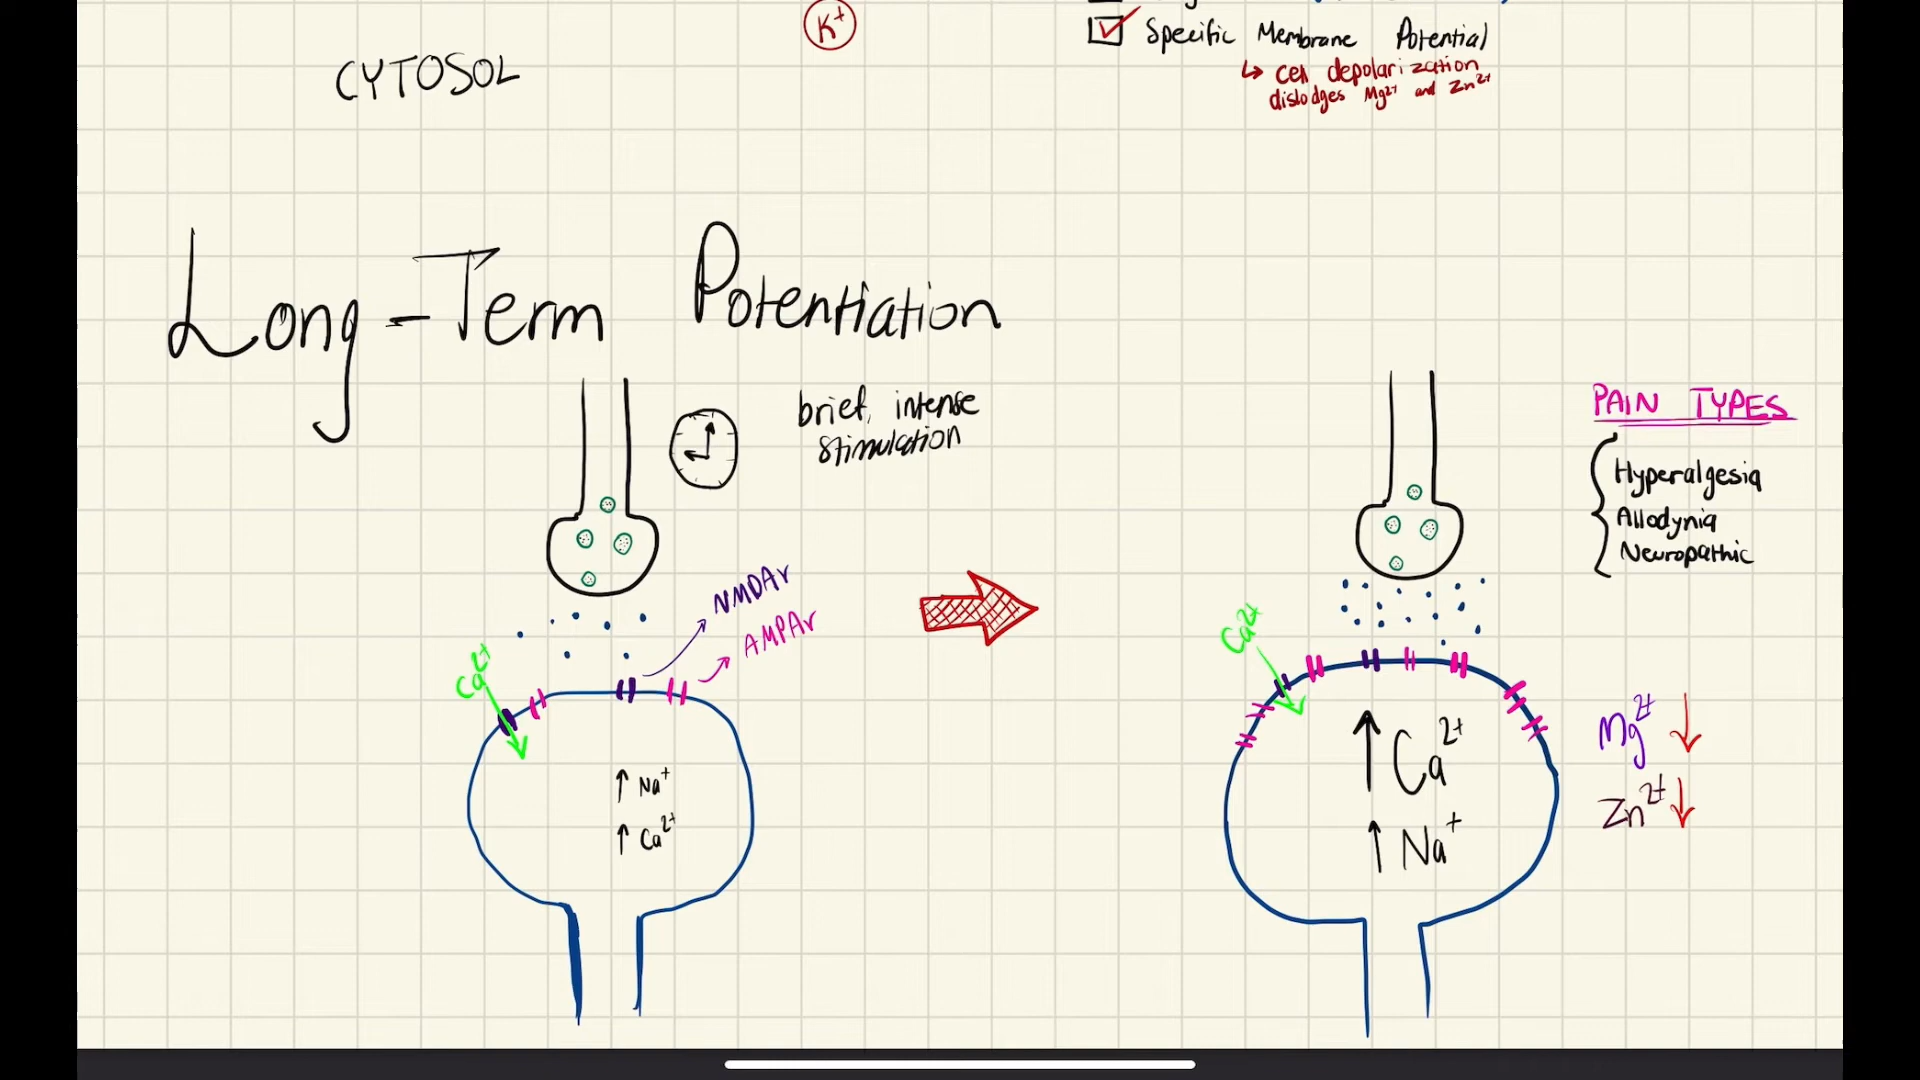 K+
Specific Membrane Potential
↳ cell depolarization
dislodges Mg2+ and Zn2+
CYTOSOL
Long-Term Potentiation
brief, intense
stimulation
NMDAr
AMPAr
Ca2+
↑ Na+
↑ Ca2+
PAIN TYPES
Hyperalgesia
Allodynia
Neuropathic
Ca2+
↑ Ca2+
↑ Na+
Mg2+ ↓
Zn2+ ↓